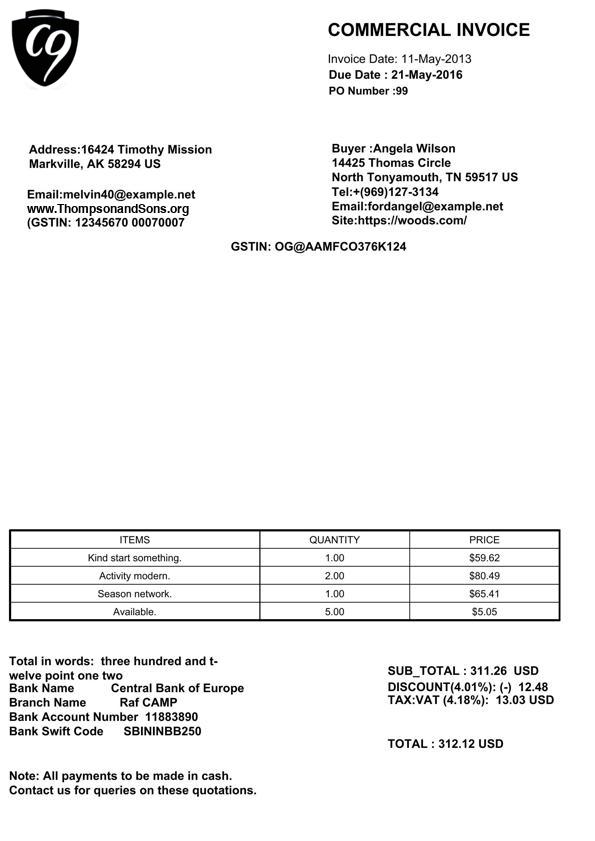 C9
COMMERCIAL INVOICE
Invoice Date: 11-May-2013
Due Date : 21-May-2016
PO Number :99
Address:16424 Timothy Mission
Markville, AK 58294 US
Email:melvin40@example.net
www.ThompsonandSons.org
(GSTIN: 12345670 00070007
Buyer :Angela Wilson
14425 Thomas Circle
North Tonyamouth, TN 59517 US
Tel:+(969)127-3134
Email:fordangel@example.net
Site:https://woods.com/
GSTIN: OG@AAMFCO376K124
ITEMS QUANTITY PRICE
Kind start something. 1.00 $59.62
Activity modern. 2.00 $80.49
Season network. 1.00 $65.41
Available. 5.00 $5.05
Total in words: three hundred and t-
welve point one two
Bank Name Central Bank of Europe
Branch Name Raf CAMP
Bank Account Number 11883890
Bank Swift Code SBININBB250
SUB_TOTAL : 311.26 USD
DISCOUNT(4.01%): (-) 12.48
TAX:VAT (4.18%): 13.03 USD
TOTAL : 312.12 USD
Note: All payments to be made in cash.
Contact us for queries on these quotations.